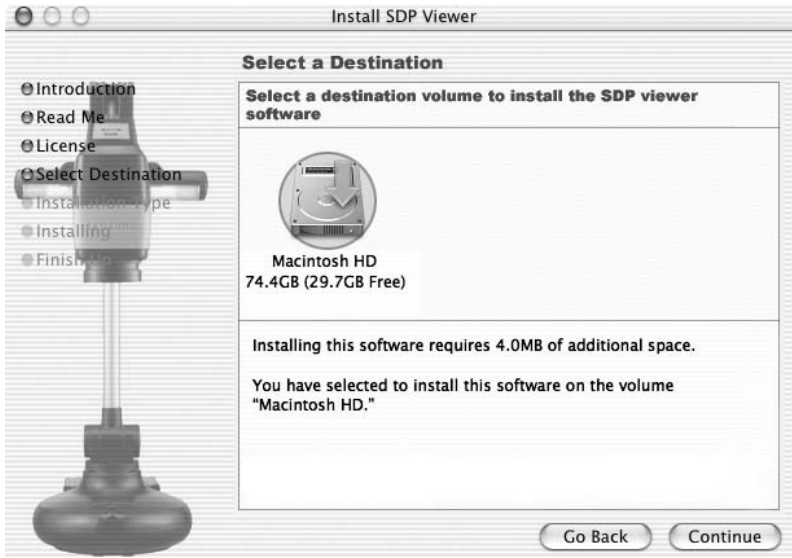 Install SDP Viewer
Select a Destination
Introduction
Read Me
License
Select Destination
Installation Type
Installing
Finish Up
Select a destination volume to install the SDP viewer
software
Macintosh HD
74.4GB (29.7GB Free)
Installing this software requires 4.0MB of additional space.
You have selected to install this software on the volume
“Macintosh HD.”
Go Back
Continue